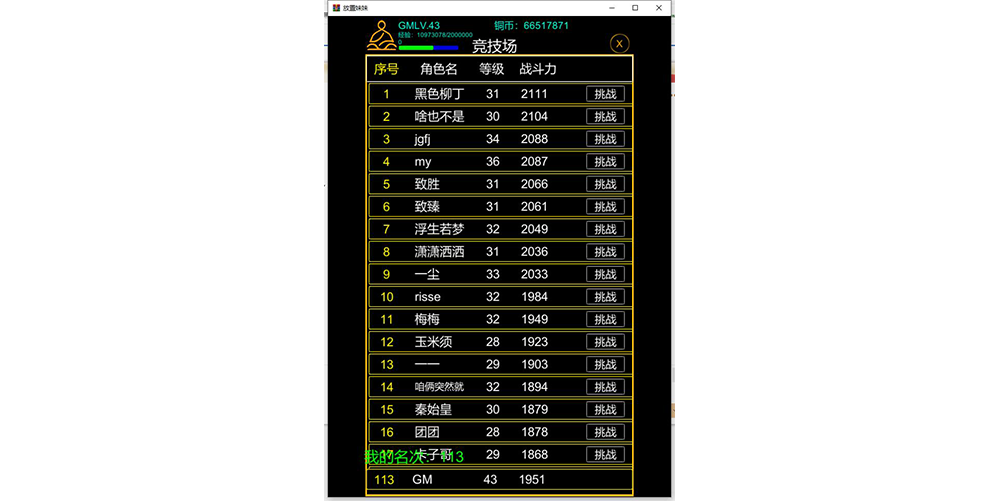 放置妹妹
GMLV.43 铜币：66517871
经验：10973078/2000000
0
竞技场 X
序号 角色名 等级 战斗力
1 黑色柳丁 31 2111 挑战
2 啥也不是 30 2104 挑战
3 jgfj 34 2088 挑战
4 my 36 2087 挑战
5 致胜 31 2066 挑战
6 致臻 31 2061 挑战
7 浮生若梦 32 2049 挑战
8 潇潇洒洒 31 2036 挑战
9 一尘 33 2033 挑战
10 risse 32 1984 挑战
11 梅梅 32 1949 挑战
12 玉米须 28 1923 挑战
13 一一 29 1903 挑战
14 咱俩突然就 32 1894 挑战
15 秦始皇 30 1879 挑战
16 团团 28 1878 挑战
17 卡子哥 29 1868 挑战
我的名次：113
113 GM 43 1951